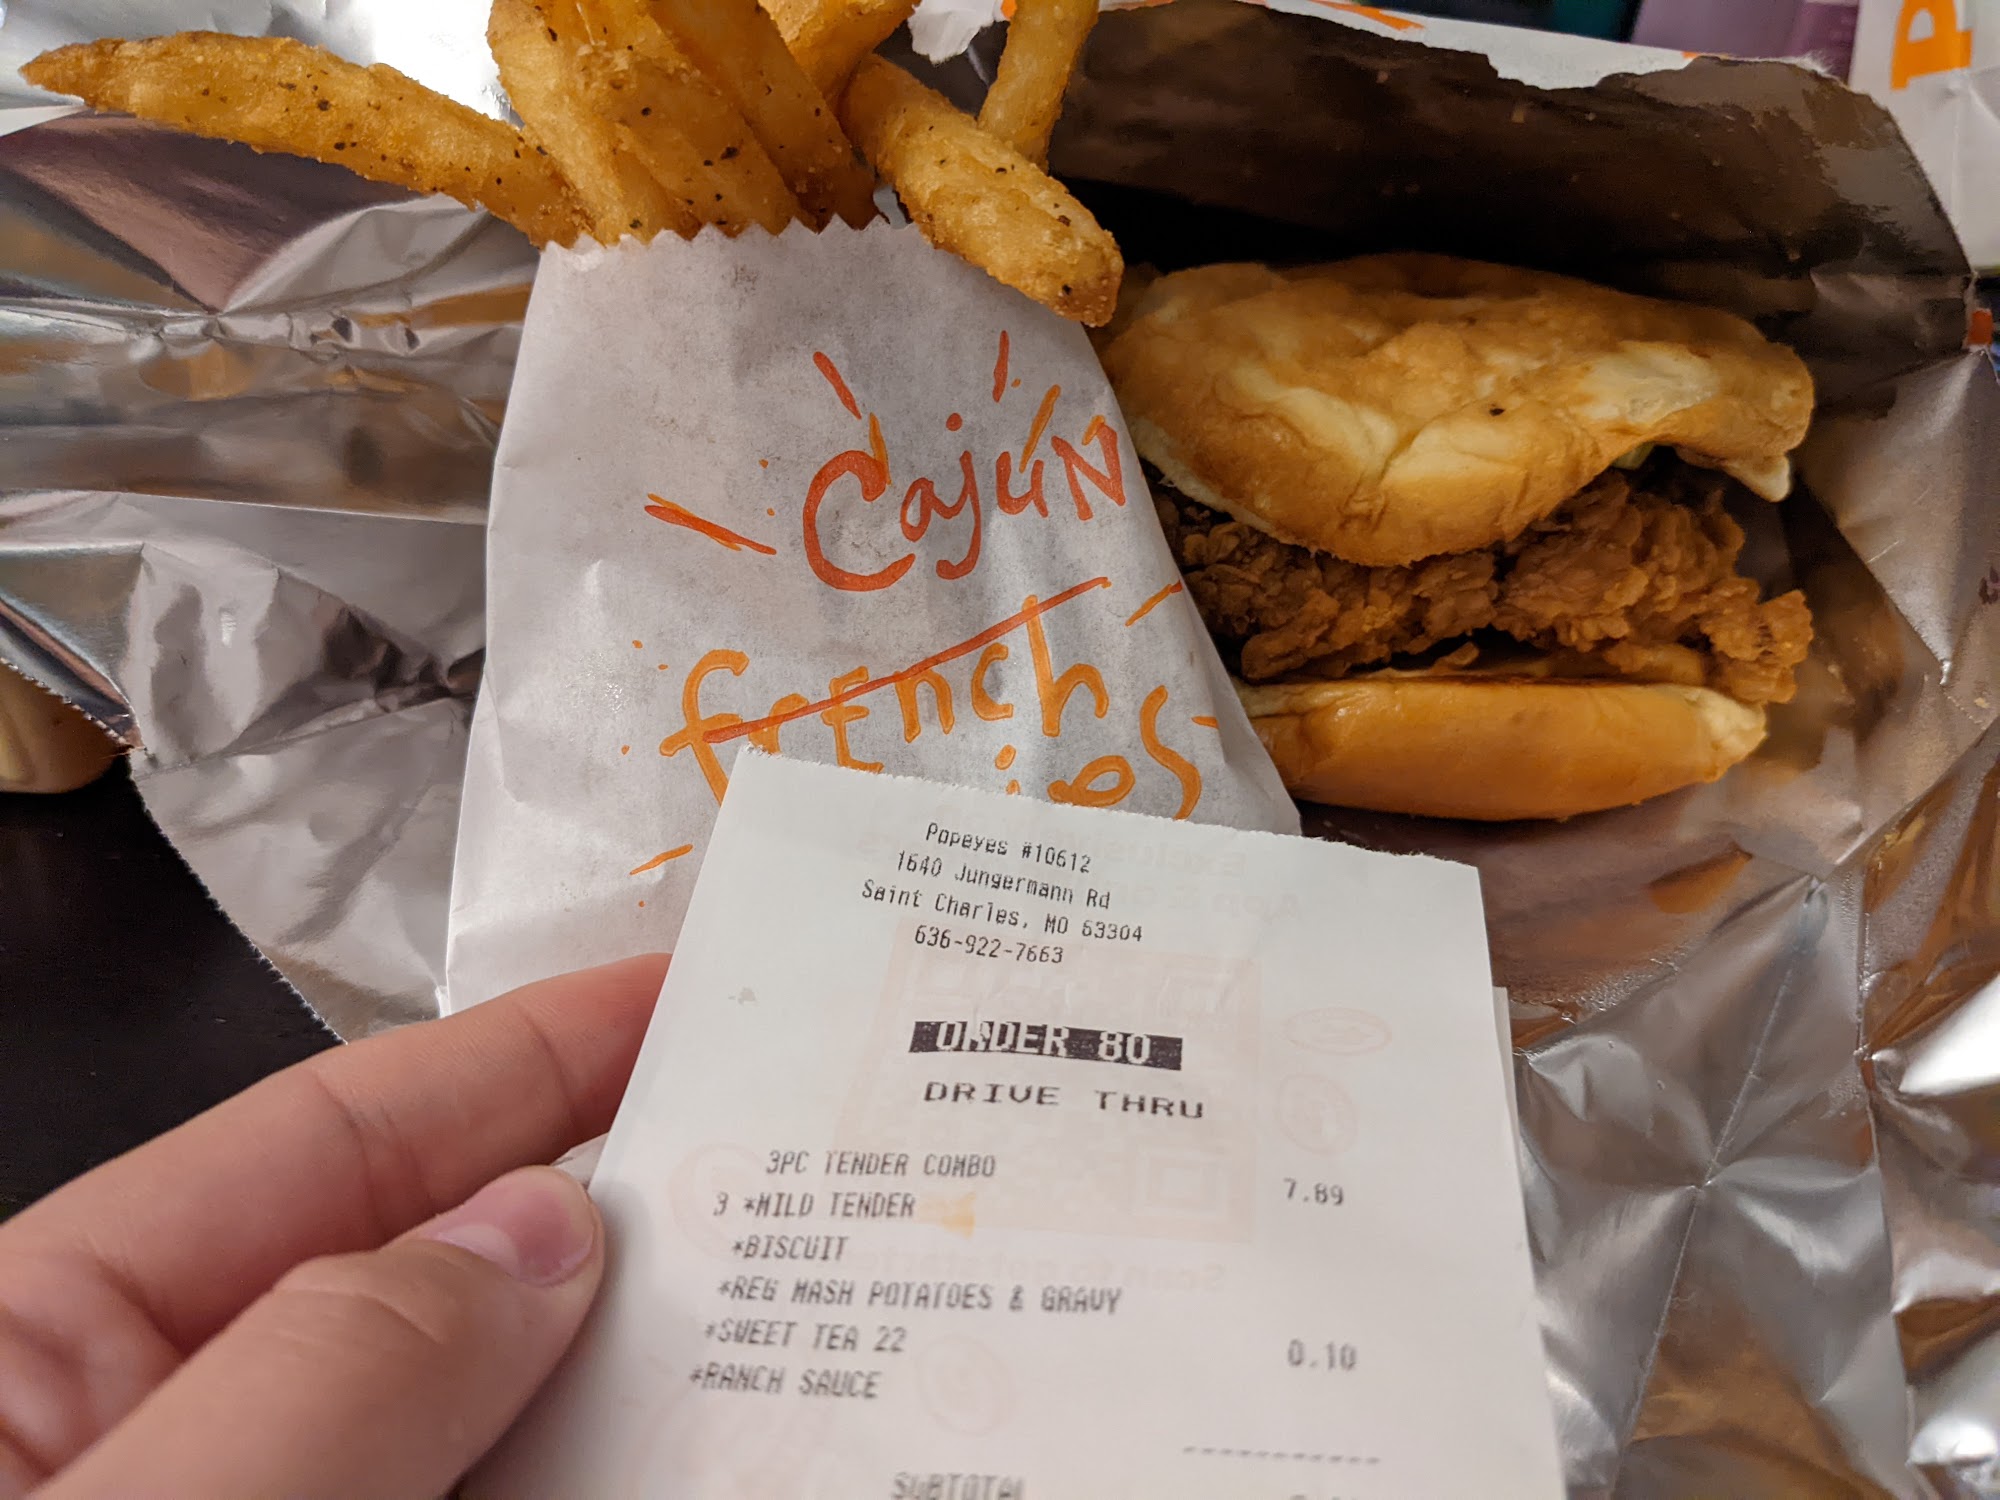 Cajun
French
Popeyes #10612
1640 Jungermann Rd
Saint Charles, MO 63304
636-922-7663
ORDER 80
DRIVE THRU
3PC TENDER COMBO 7.89
3 *MILD TENDER
*BISCUIT
*REG MASH POTATOES & GRAVY
*SWEET TEA 22 0.10
*RANCH SAUCE
SUBTOTAL